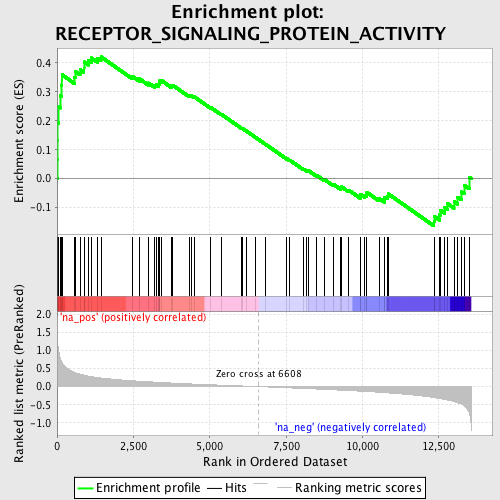 Enrichment plot:
RECEPTOR_SIGNALING_PROTEIN_ACTIVITY
Enrichment score (ES)
0.4
0.3
0.2
0.1
0.0
-0.1
'na_pos' (positively correlated)
Ranked list metric (PreRanked)
2.0
1.5
1.0
0.5
0.0
-0.5
-1.0
Zero cross at 6608
'na_neg' (negatively correlated)
0
2,500
5,000
7,500
10,000
12,500
Rank in Ordered Dataset
Enrichment profile
Hits
Ranking metric scores